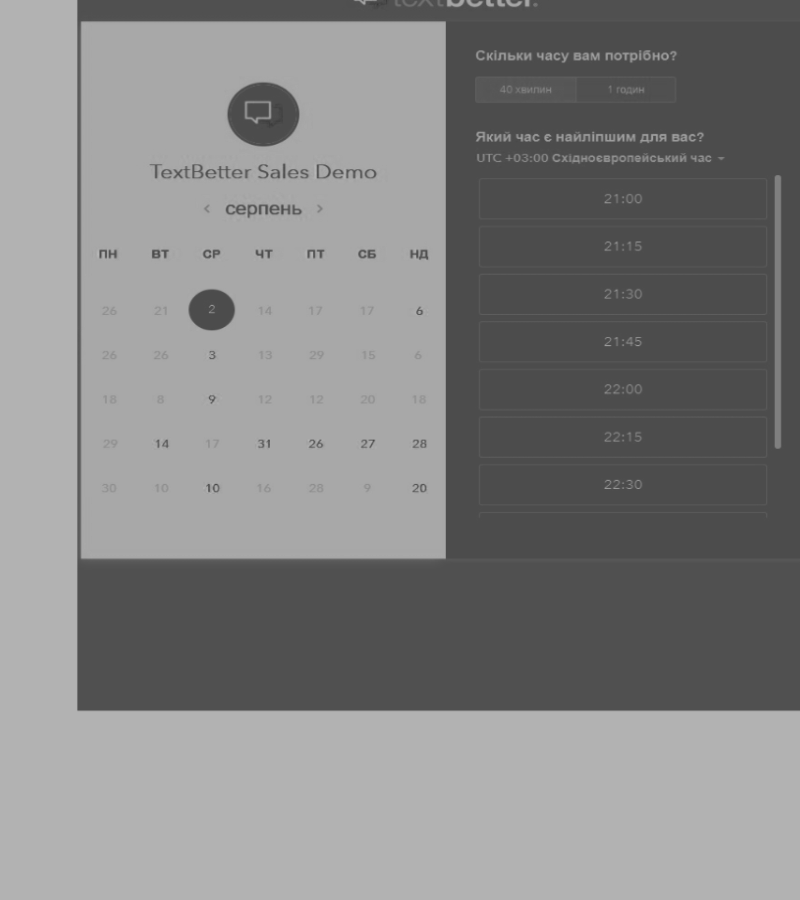 textbetter.
TextBetter Sales Demo
‹ серпень ›
ПН ВТ СР ЧТ ПТ СБ НД
26 21 2 14 17 17 6
26 26 3 13 29 15 6
18 8 9 12 12 20 18
29 14 17 31 26 27 28
30 10 10 16 28 9 20
Скільки часу вам потрібно?
40 хвилин 1 годин
Який час є найліпшим для вас?
UTC +03:00 Східноєвропейський час
21:00
21:15
21:30
21:45
22:00
22:15
22:30